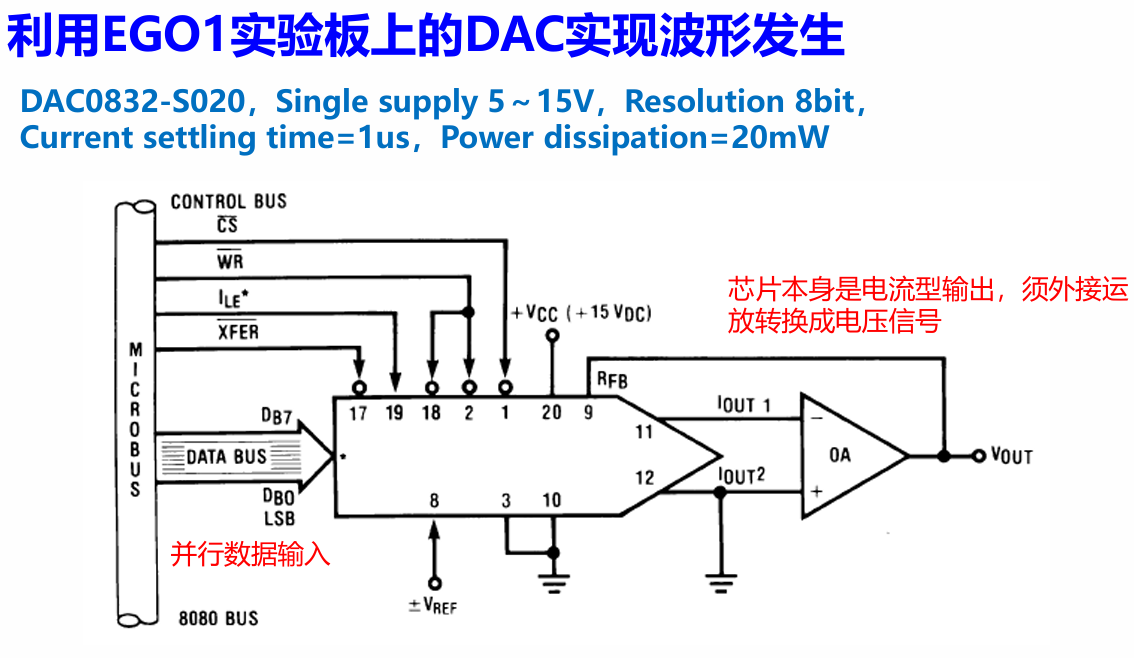 利用EGO1实验板上的DAC实现波形发生
DAC0832-S020，Single supply 5～15V，Resolution 8bit，
Current settling time=1us，Power dissipation=20mW
CONTROL BUS
CS
WR
ILE*
XFER
+VCC (+15 VDC)
芯片本身是电流型输出，须外接运
放转换成电压信号
MICROBUS
RFB
17 19 18 2 1 20 9
IOUT 1
DB7
11
DATA BUS
*
OA
VOUT
12
IOUT2
DB0
LSB
8 3 10
并行数据输入
±VREF
8080 BUS